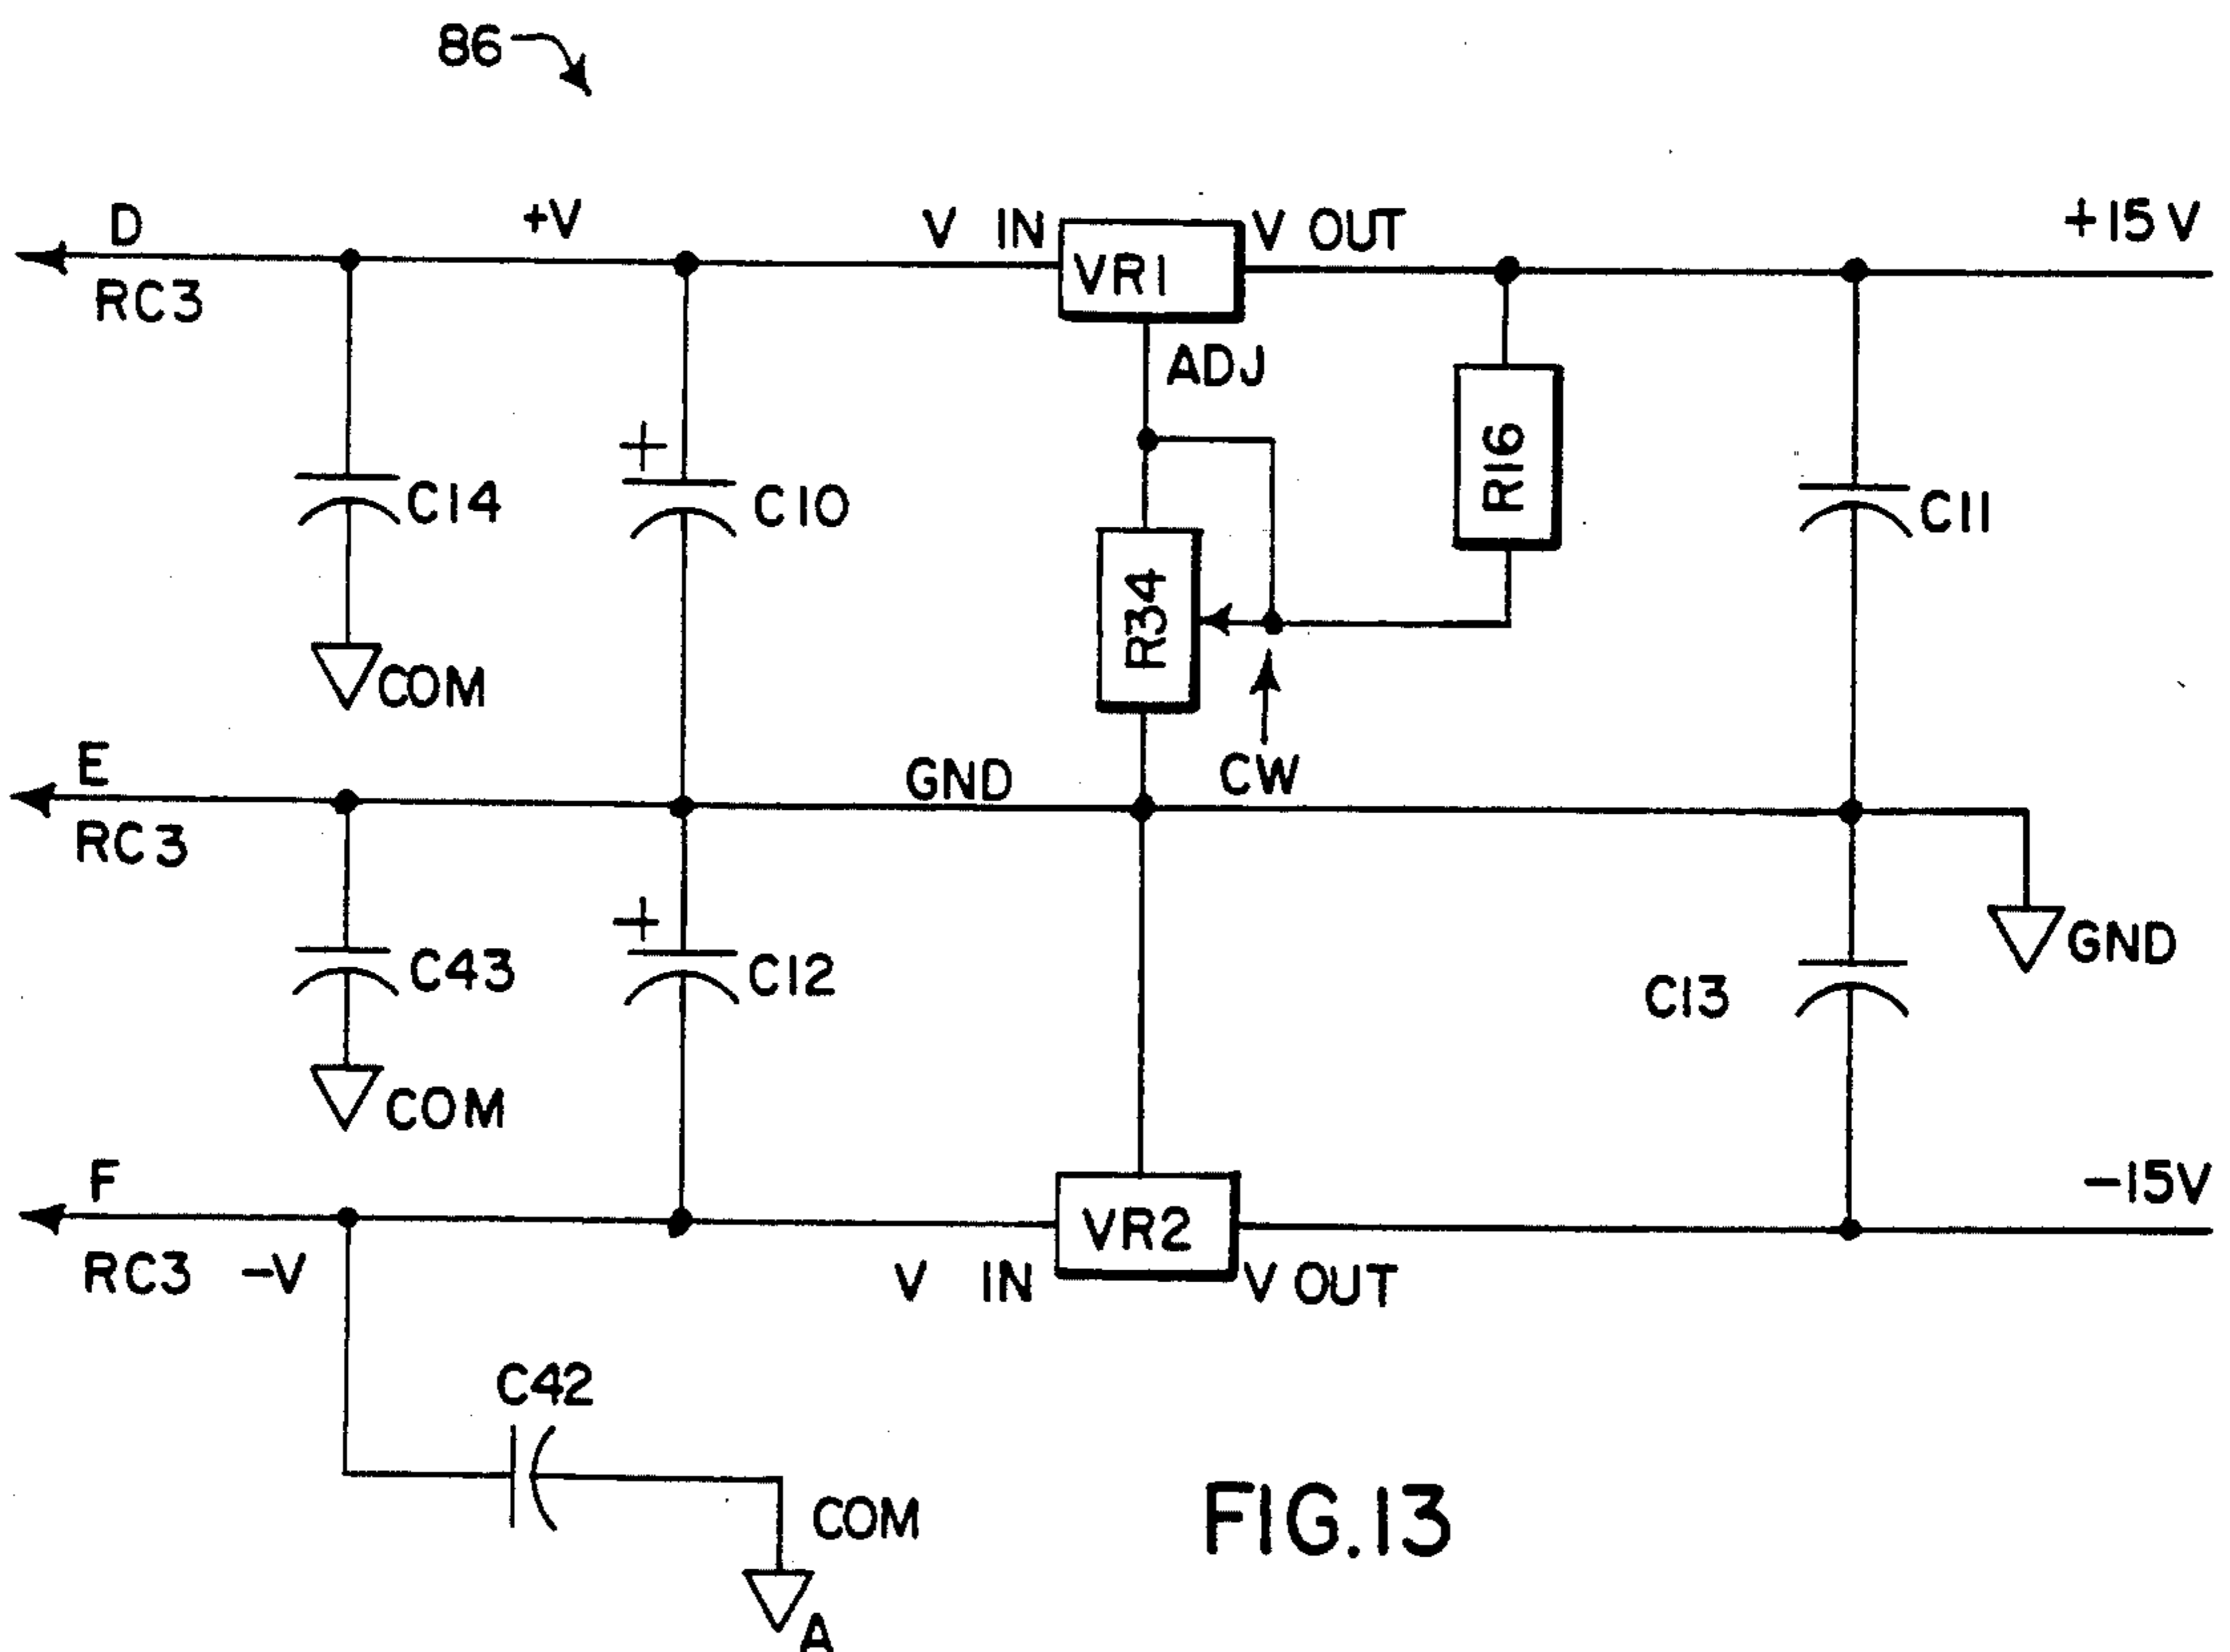 86
D
+V
V IN
VR1
V OUT
+15V
RC3
ADJ
+
R16
C14
C10
C11
R34
COM
E
GND
CW
RC3
+
GND
C43
C12
C13
COM
F
-15V
RC3 -V
VR2
V IN
V OUT
C42
COM
FIG.13
A